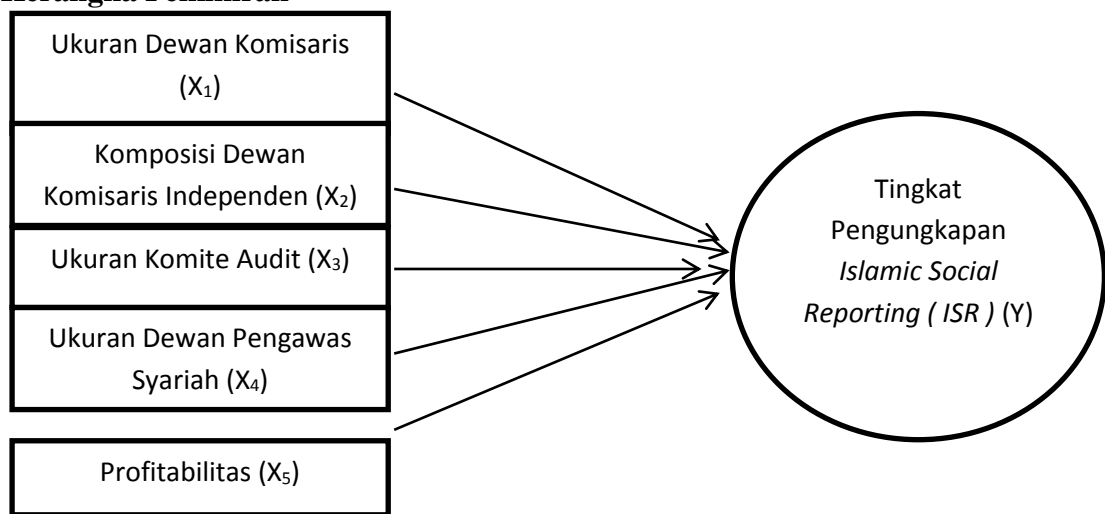 Kerangka Pemikiran
Ukuran Dewan Komisaris
(X₁)
Komposisi Dewan
Komisaris Independen (X₂)
Ukuran Komite Audit (X₃)
Ukuran Dewan Pengawas
Syariah (X₄)
Profitabilitas (X₅)
Tingkat
Pengungkapan
Islamic Social
Reporting ( ISR ) (Y)